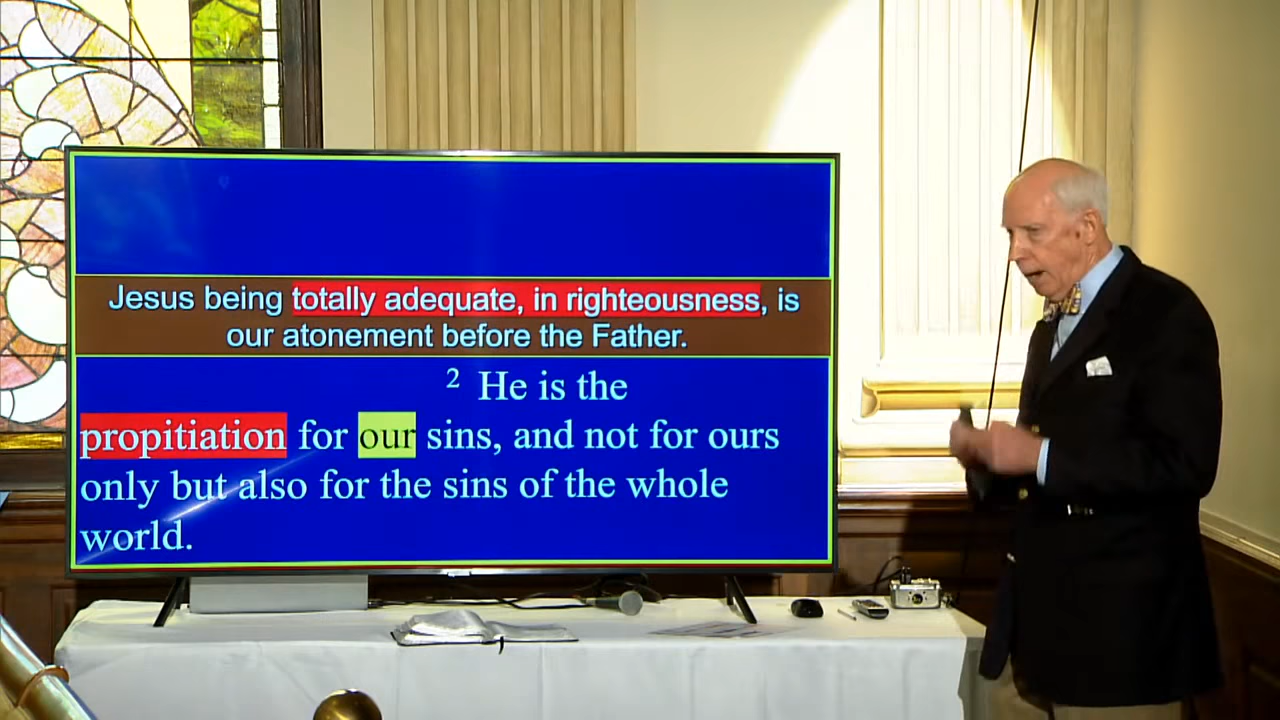 Jesus being totally adequate, in righteousness, is
our atonement before the Father.
2 He is the
propitiation for our sins, and not for ours
only but also for the sins of the whole
world.